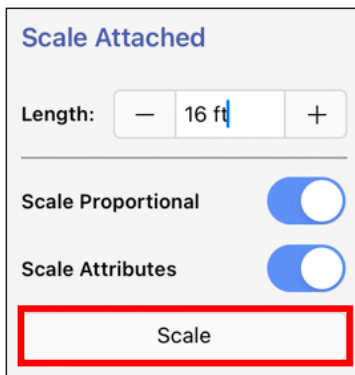 Scale Attached
Length: — 16 ft +
Scale Proportional
Scale Attributes
Scale